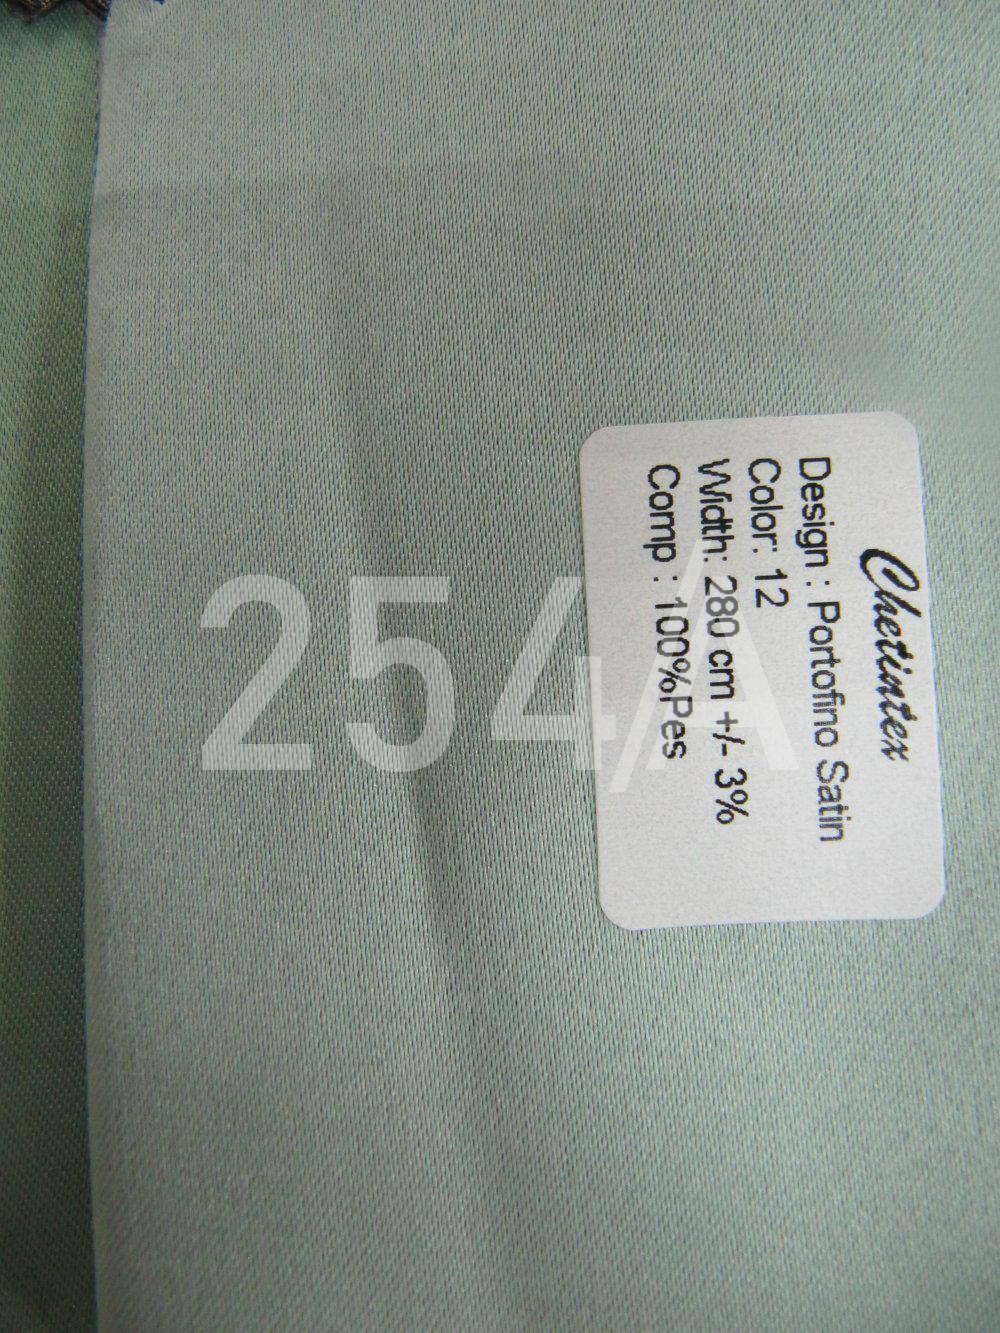 Chetintex
Design : Portofino Satin
Color: 12
Width: 280 cm +/- 3%
Comp : 100%Pes
254A